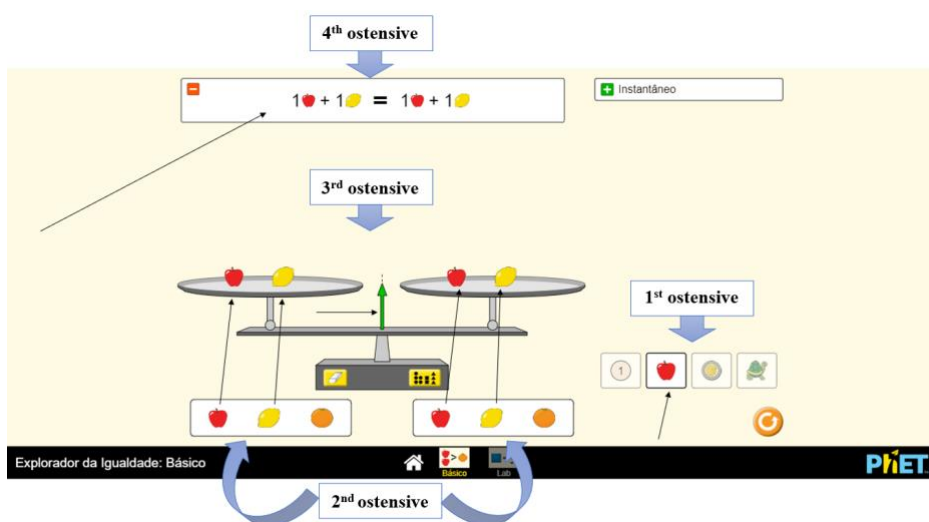 4th ostensive
1 + 1 = 1 + 1
Instantâneo
3rd ostensive
1st ostensive
1
Explorador da Igualdade: Básico
Básico
Lab
PhET
2nd ostensive